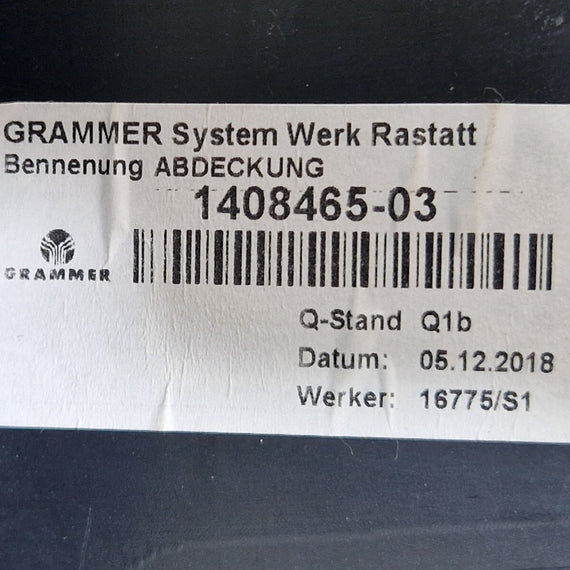 GRAMMER System Werk Rastatt
Bennenung ABDECKUNG
1408465-03
GRAMMER
Q-Stand Q1b
Datum: 05.12.2018
Werker: 16775/S1